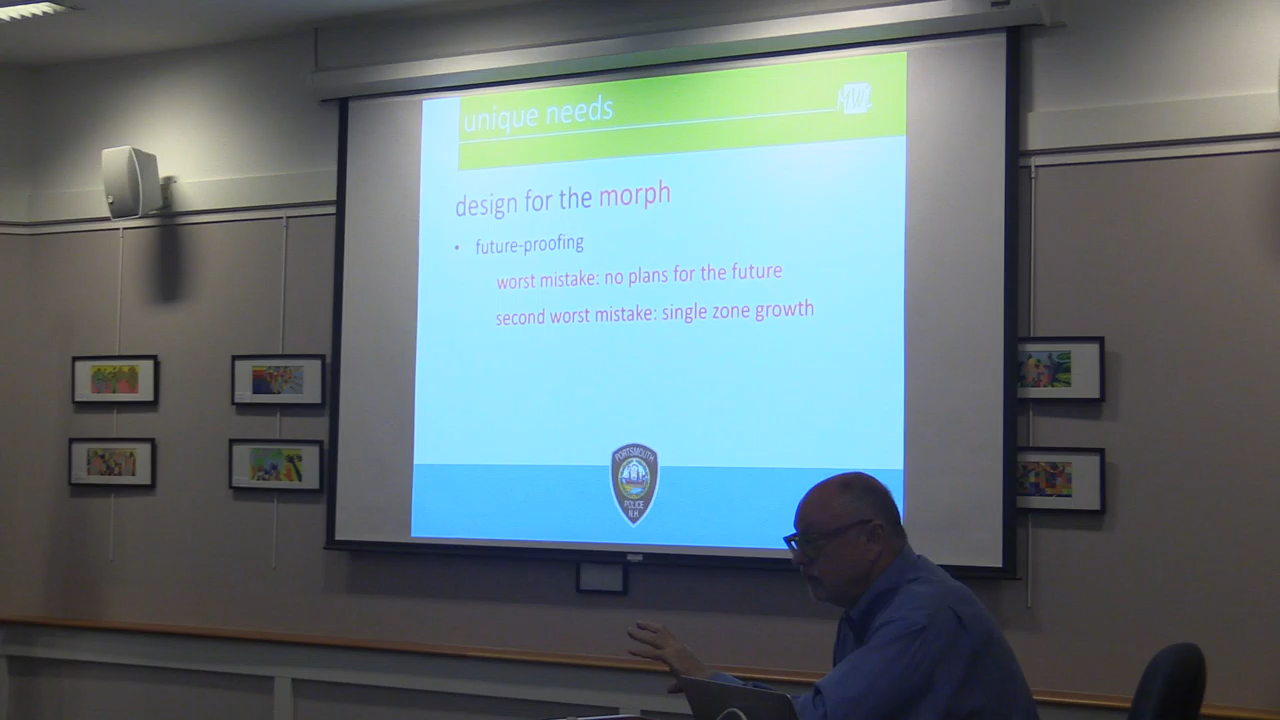 unique needs
MW
design for the morph
• future-proofing
worst mistake: no plans for the future
second worst mistake: single zone growth
PORTSMOUTH
POLICE
N.H.